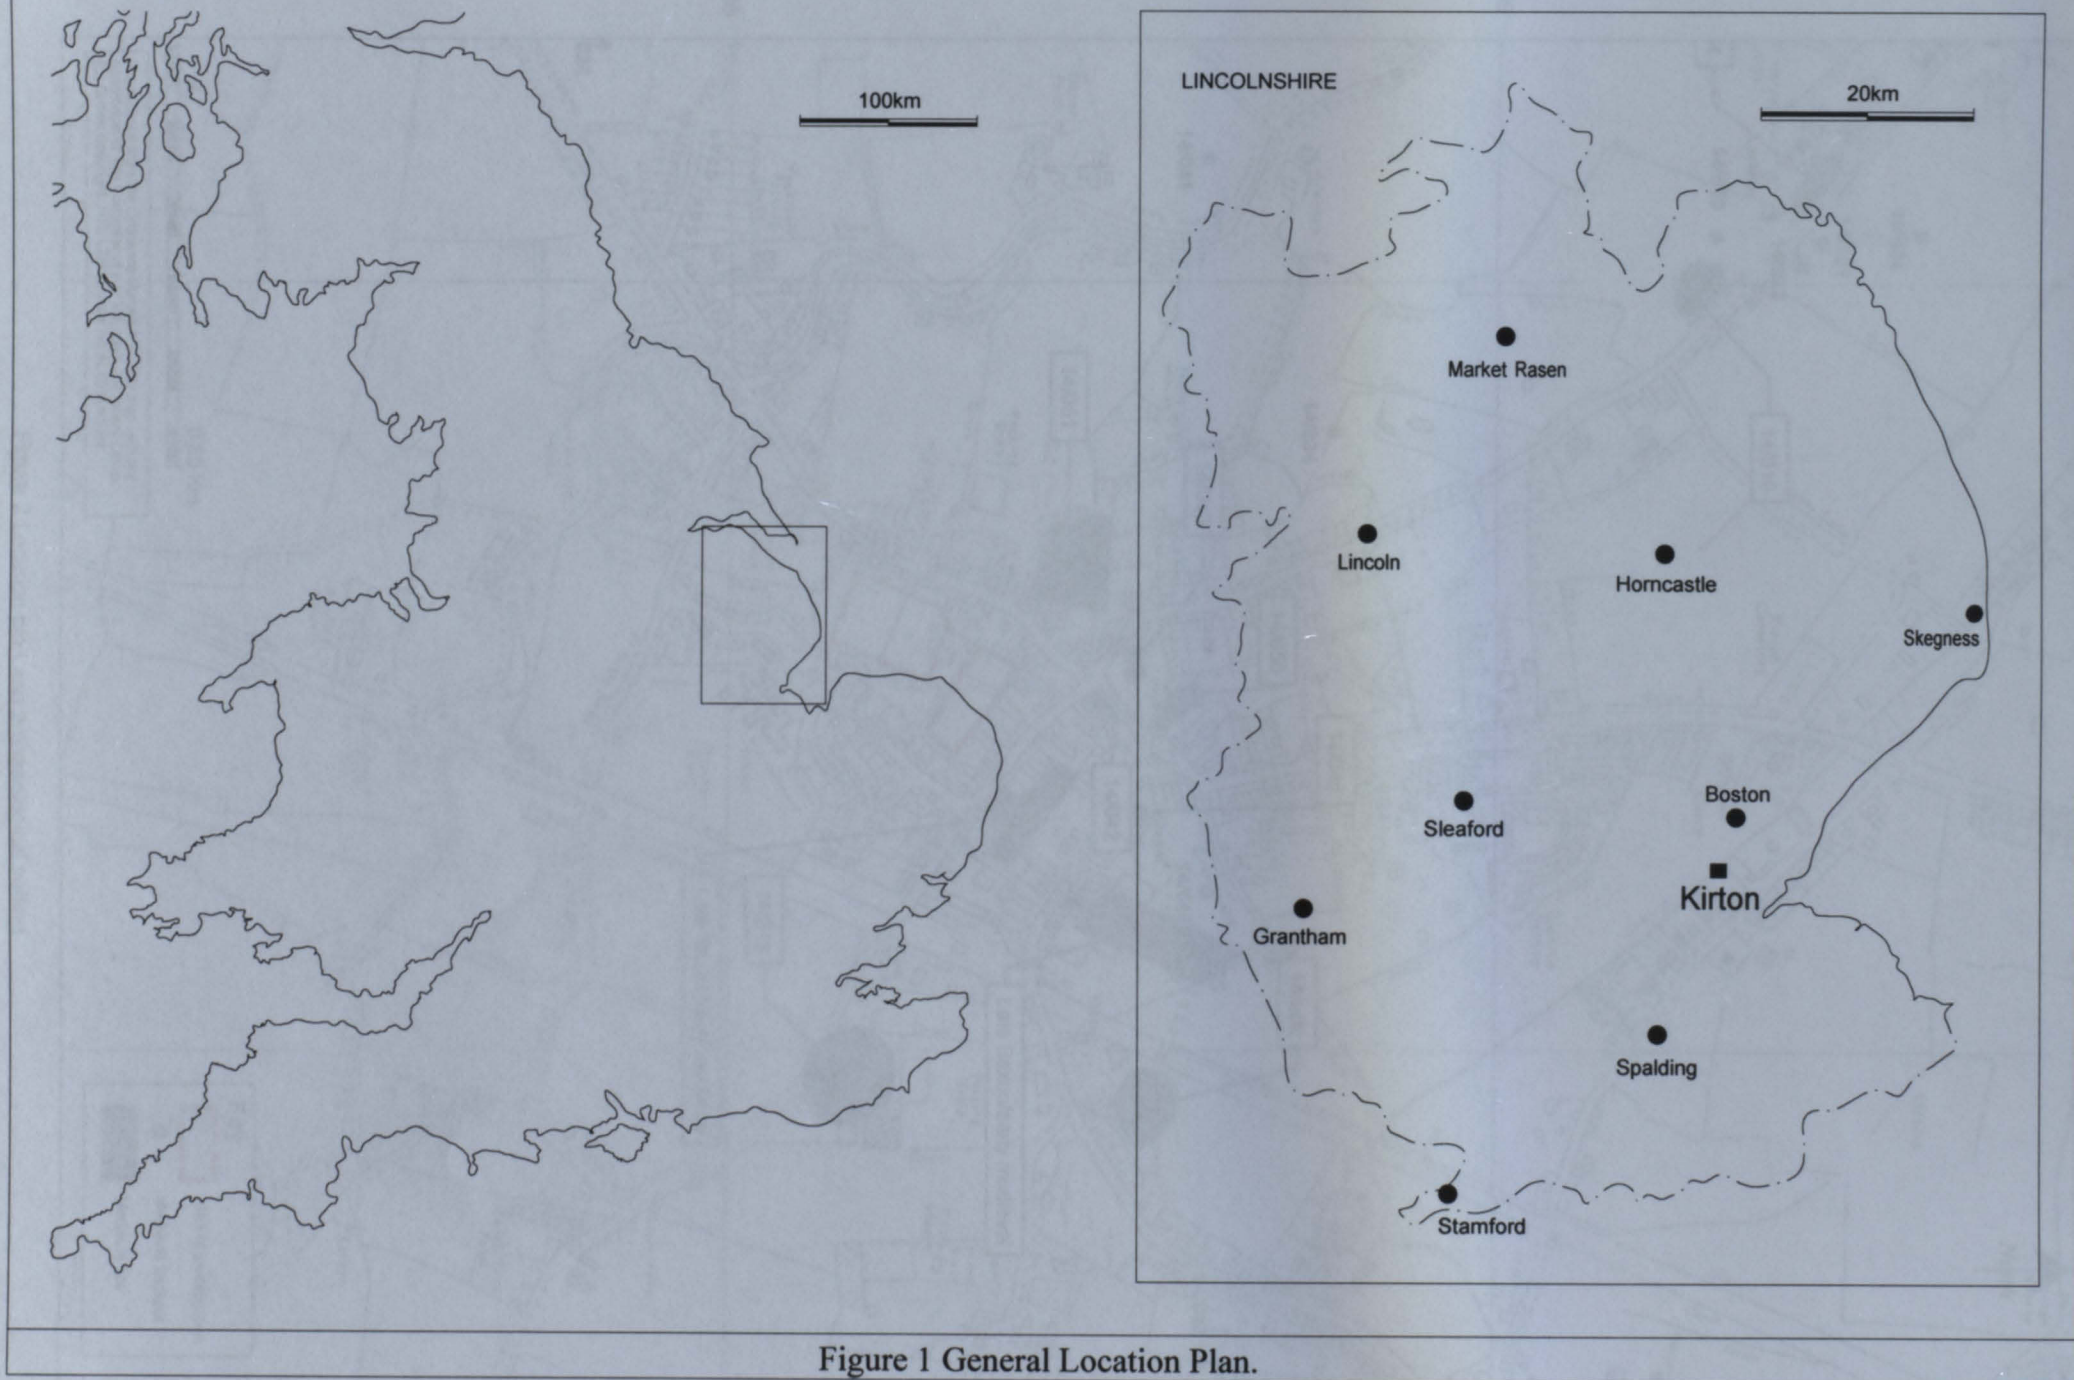 100km
LINCOLNSHIRE
20km
Market Rasen
Lincoln
Horncastle
Skegness
Boston
Sleaford
Kirton
Grantham
Spalding
Stamford
Figure 1 General Location Plan.